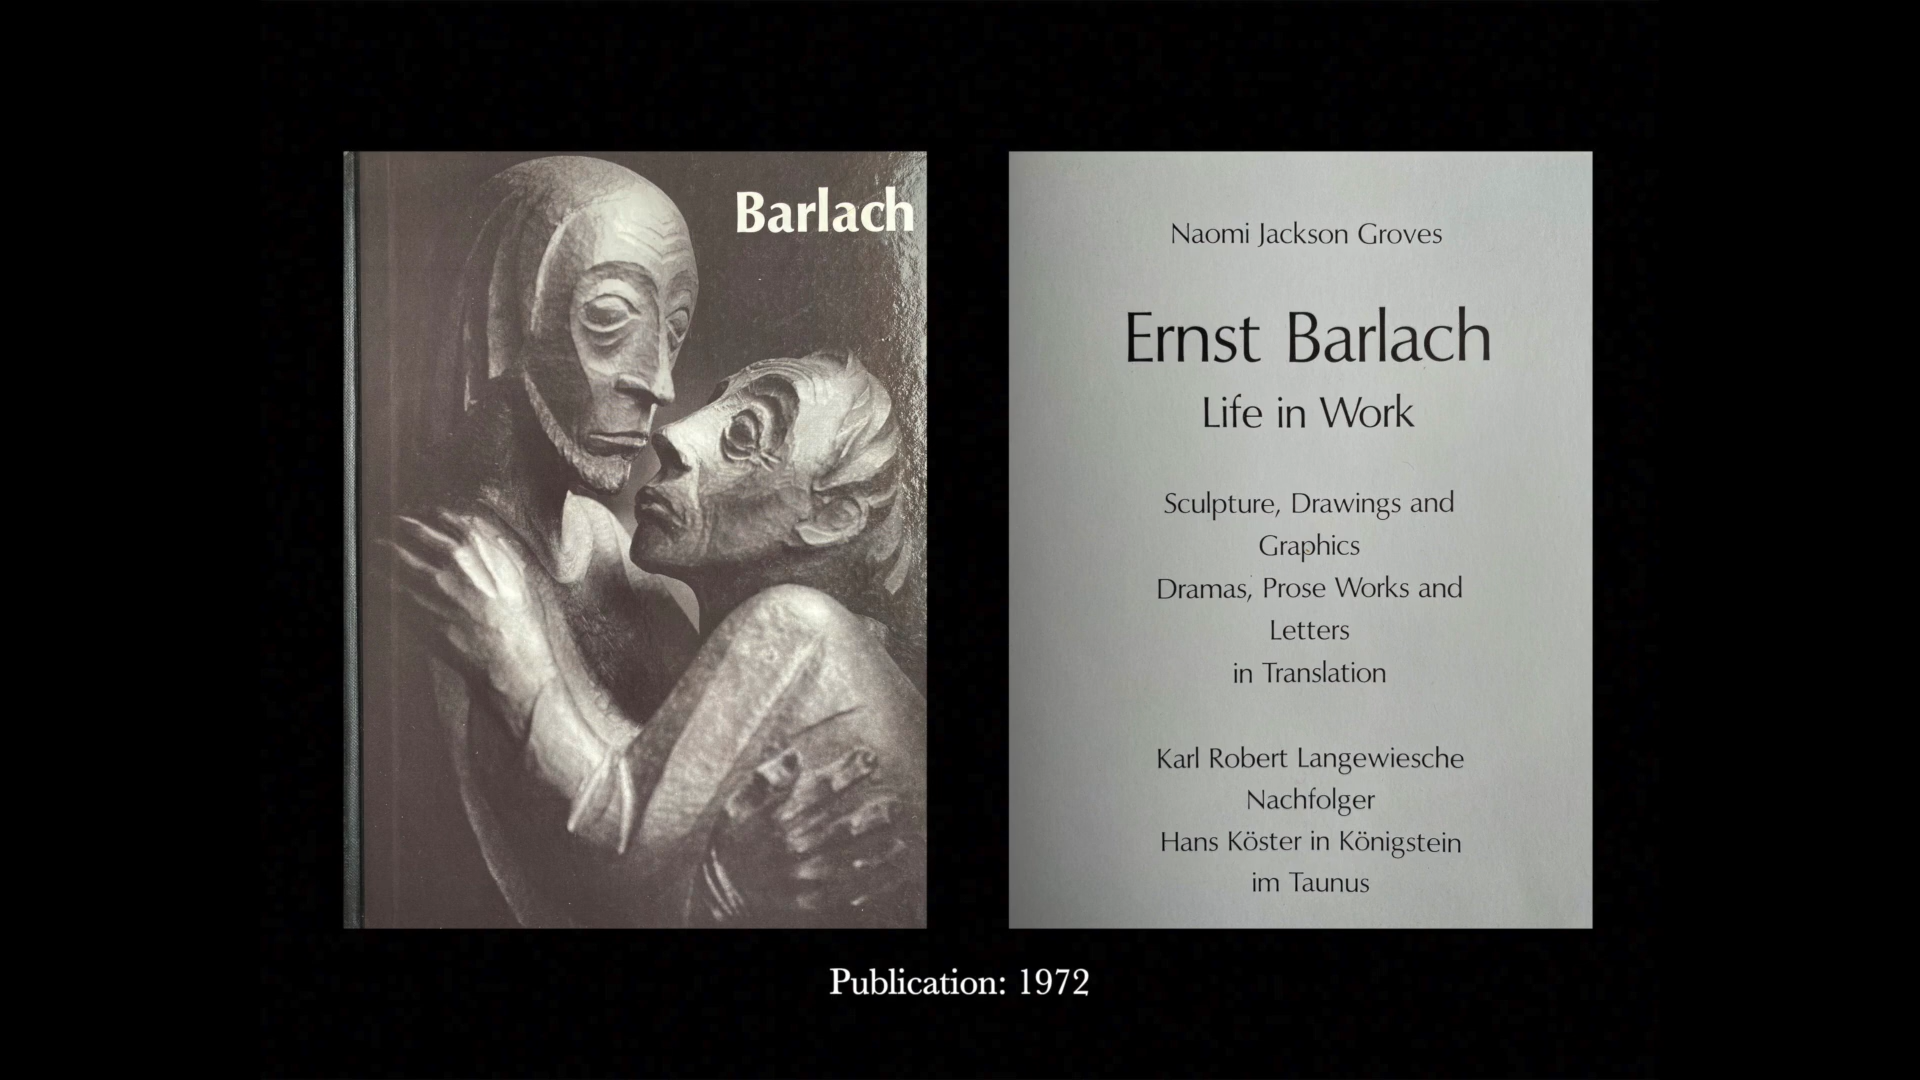 Barlach
Naomi Jackson Groves
Ernst Barlach
Life in Work
Sculpture, Drawings and
Graphics
Dramas, Prose Works and
Letters
in Translation
Karl Robert Langewiesche
Nachfolger
Hans Köster in Königstein
im Taunus
Publication: 1972